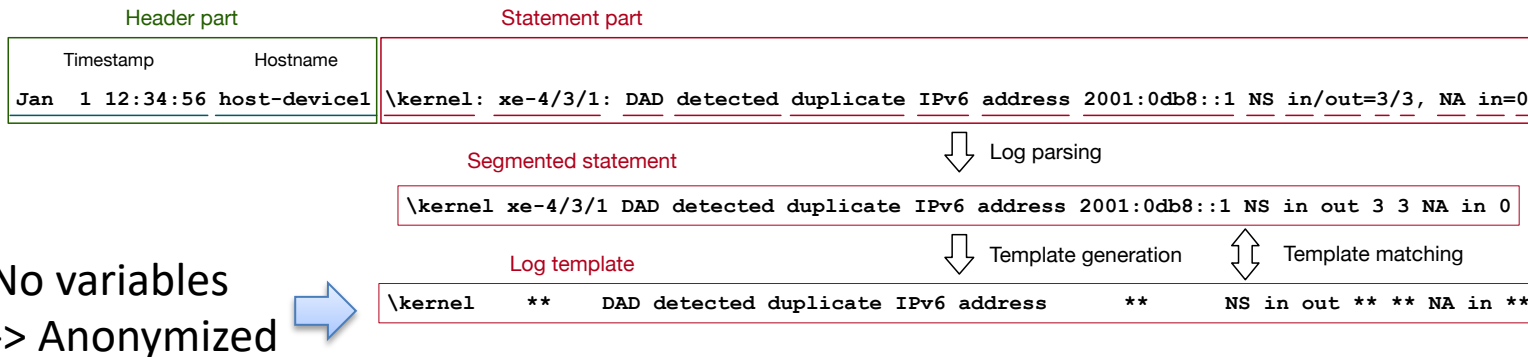 Header part Statement part
Timestamp Hostname
Jan 1 12:34:56 host-device1 \kernel: xe-4/3/1: DAD detected duplicate IPv6 address 2001:0db8::1 NS in/out=3/3, NA in=0
Log parsing
Segmented statement
\kernel xe-4/3/1 DAD detected duplicate IPv6 address 2001:0db8::1 NS in out 3 3 NA in 0
Template generation Template matching
Log template
\kernel ** DAD detected duplicate IPv6 address ** NS in out ** ** NA in **
No variables
-> Anonymized